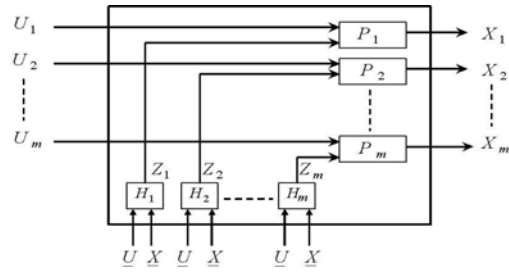 U1 P1 X1
U2 P2 X2
Um Pm Xm
Z1 Z2 Zm
H1 H2 Hm
U X U X U X